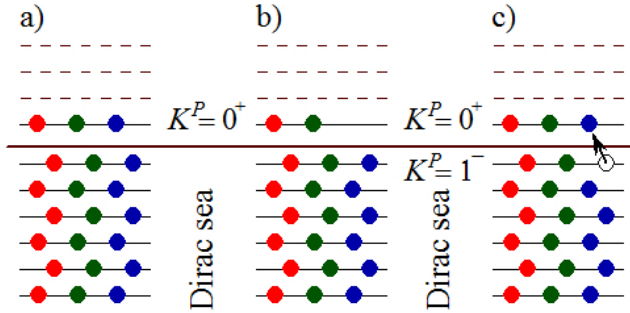 a) b) c)
K^P= 0⁺ K^P= 0⁺
K^P= 1⁻
Dirac sea Dirac sea